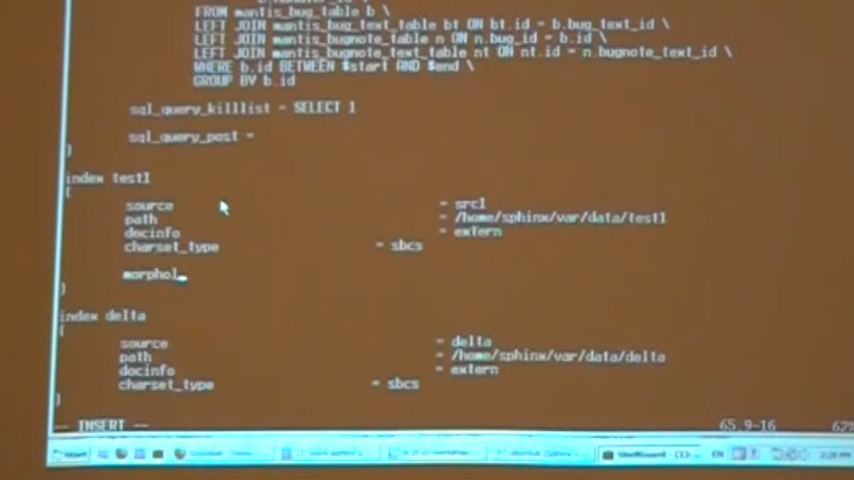 FROM mantis_bug_table b \
LEFT JOIN mantis_bug_text_table bt ON bt.id = b.bug_text_id \
LEFT JOIN mantis_bugnote_table n ON n.bug_id = b.id \
LEFT JOIN mantis_bugnote_text_table nt ON nt.id = n.bugnote_text_id \
WHERE b.id BETWEEN $start AND $end \
GROUP BY b.id
sql_query_killlist = SELECT 1
sql_query_post =
}
index test1
{
source = src1
path = /home/sphinx/var/data/test1
docinfo = extern
charset_type = sbcs
morphol
}
index delta
{
source = delta
path = /home/sphinx/var/data/delta
docinfo = extern
charset_type = sbcs
}
-- INSERT -- 65,9-16 62%
Start EN